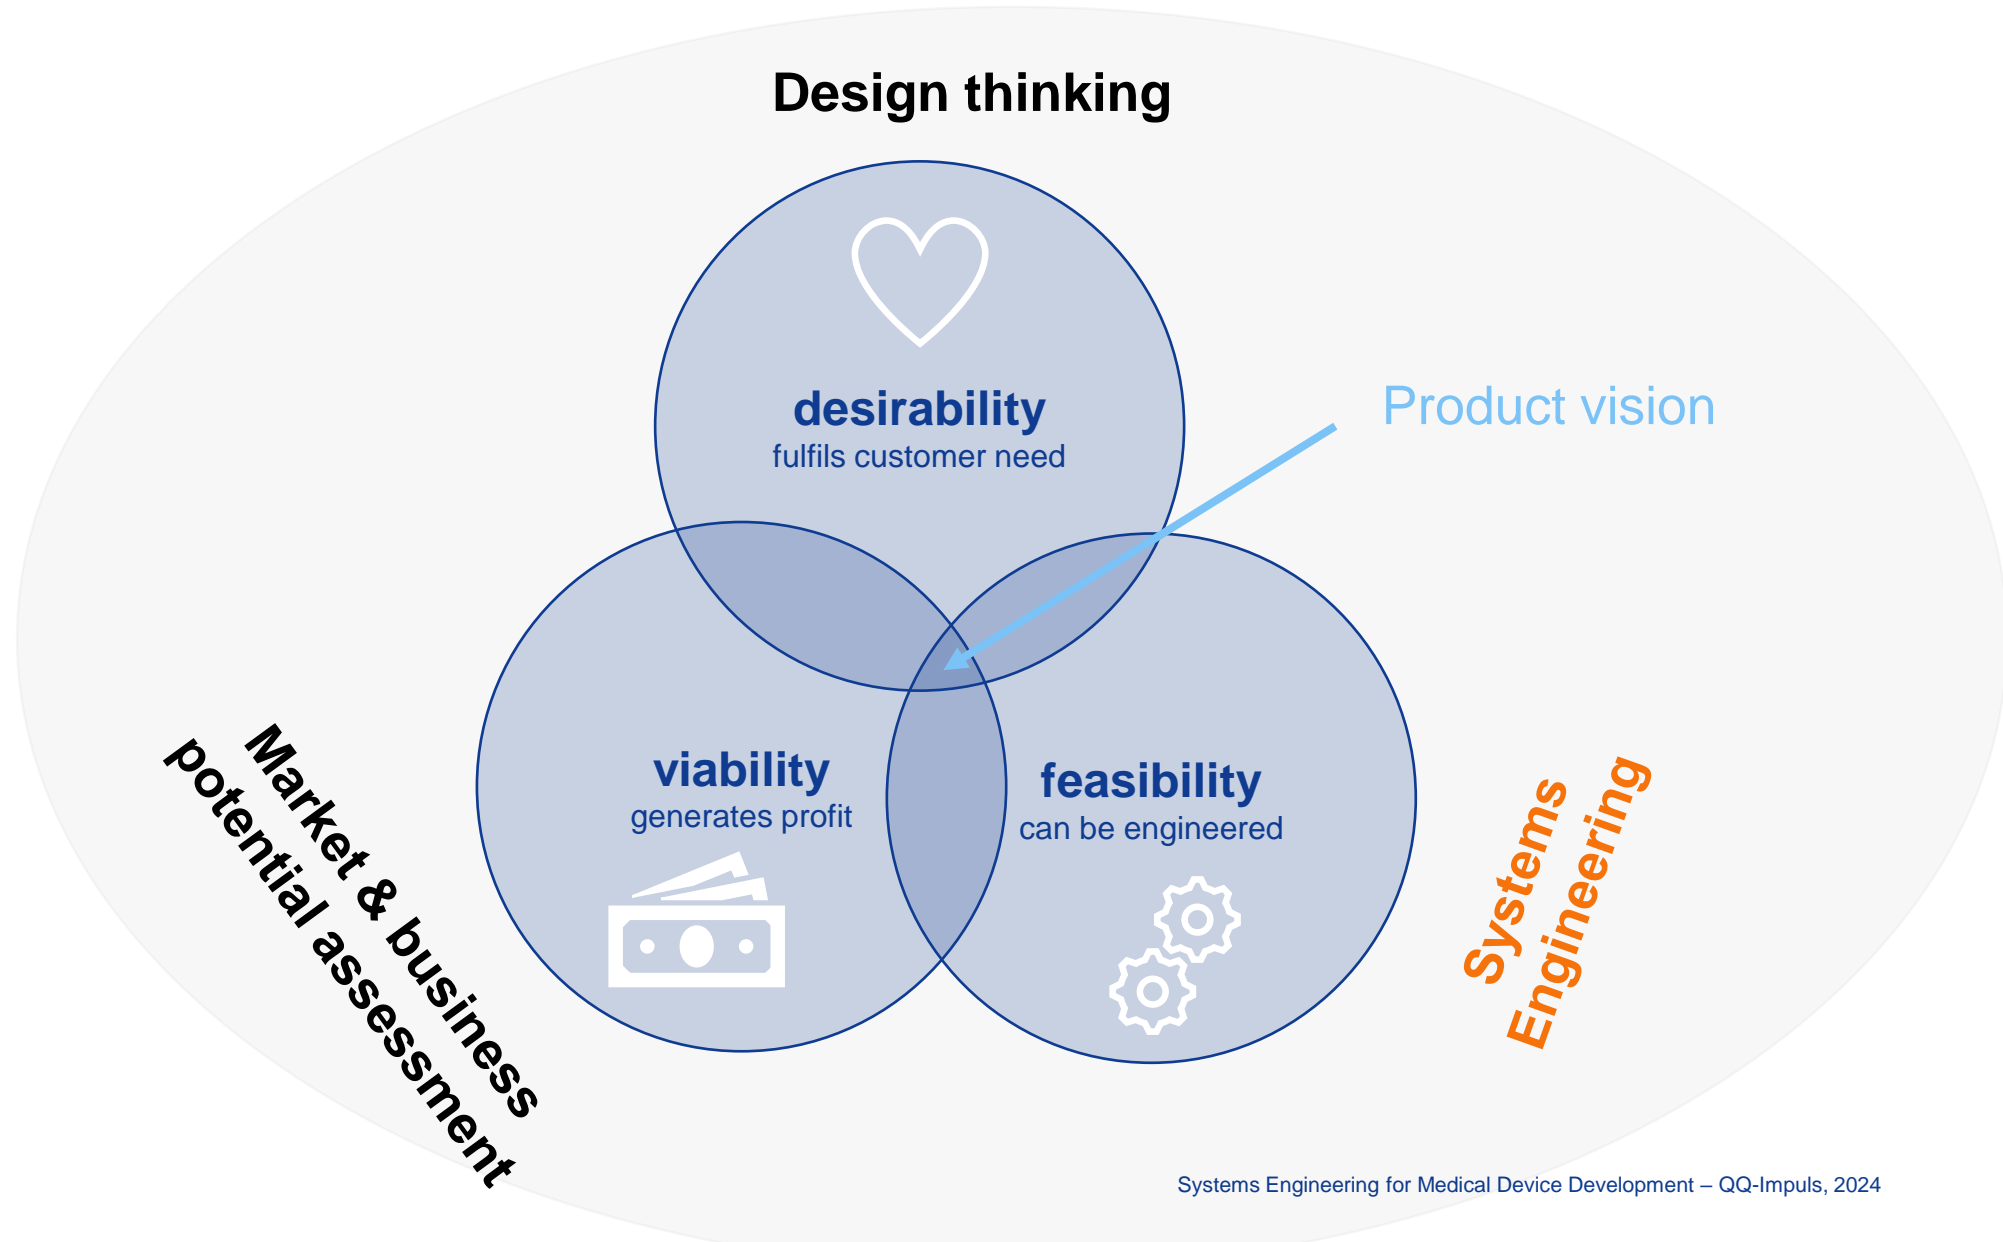 Design thinking
desirability
fulfils customer need
Product vision
viability
generates profit
feasibility
can be engineered
Market & business
potential assessment
Systems
Engineering
Systems Engineering for Medical Device Development – QQ-Impuls, 2024